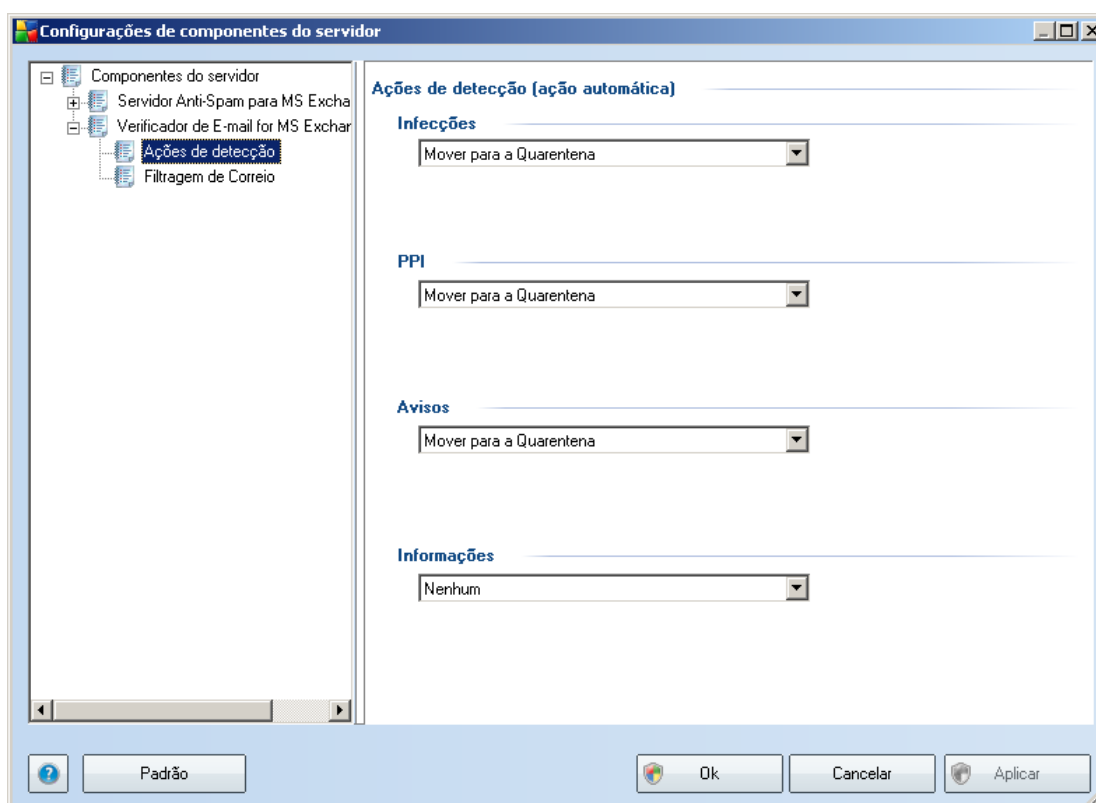 Configurações de componentes do servidor
Componentes do servidor
Servidor Anti-Spam para MS Excha
Verificador de E-mail for MS Exchar
Ações de detecção
Filtragem de Correio
Ações de detecção (ação automática)
Infecções
Mover para a Quarentena
PPI
Mover para a Quarentena
Avisos
Mover para a Quarentena
Informações
Nenhum
Padrão
Ok
Cancelar
Aplicar